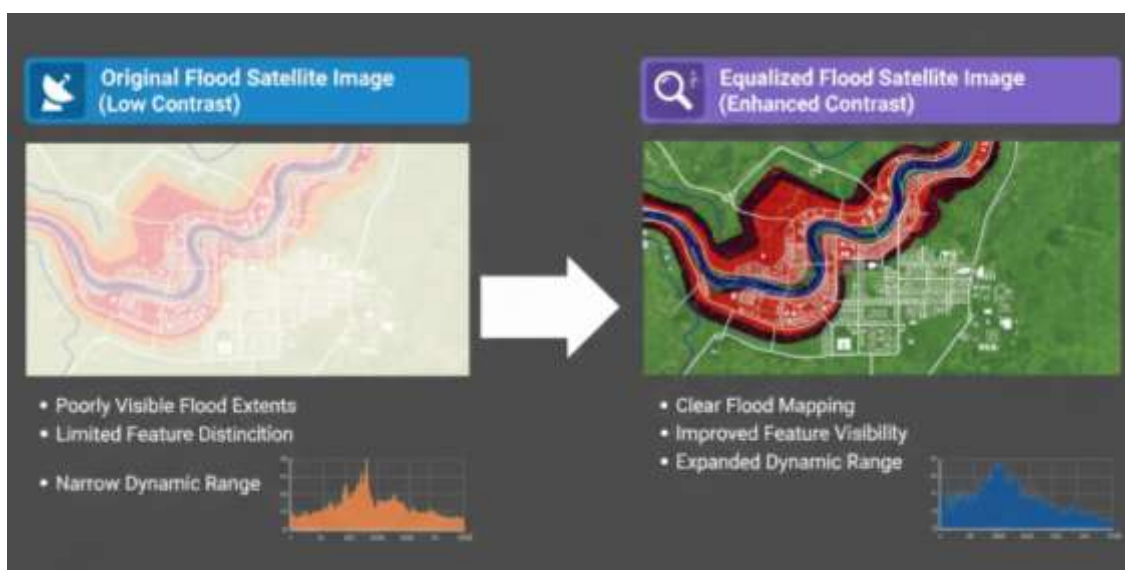 Original Flood Satellite Image
(Low Contrast)
Equalized Flood Satellite Image
(Enhanced Contrast)
• Poorly Visible Flood Extents
• Limited Feature Distincition
• Narrow Dynamic Range
• Clear Flood Mapping
• Improved Feature Visibility
• Expanded Dynamic Range